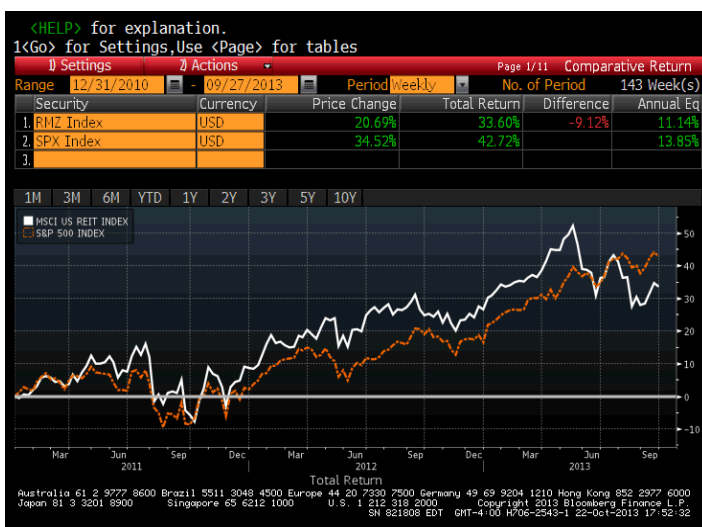 <HELP> for explanation.
1<Go> for Settings,Use <Page> for tables
1) Settings 2) Actions Page 1/11 Comparative Return
Range 12/31/2010 - 09/27/2013 Period Weekly No. of Period 143 Week(s)
Security Currency Price Change Total Return Difference Annual Eq
1. RMZ Index USD 20.69% 33.60% -9.12% 11.14%
2. SPX Index USD 34.52% 42.72% 13.85%
3.
1M 3M 6M YTD 1Y 2Y 3Y 5Y 10Y
MSCI US REIT INDEX
S&P 500 INDEX
50
40
30
20
10
0
-10
Mar Jun Sep Dec Mar Jun Sep Dec Mar Jun Sep
2011 2012 2013
Total Return
Australia 61 2 9777 8600 Brazil 5511 3048 4500 Europe 44 20 7330 7500 Germany 49 69 9204 1210 Hong Kong 852 2977 6000
Japan 81 3 3201 8900 Singapore 65 6212 1000 U.S. 1 212 318 2000 Copyright 2013 Bloomberg Finance L.P.
SN 821808 EDT GMT-4:00 H706-2543-1 22-Oct-2013 17:52:32